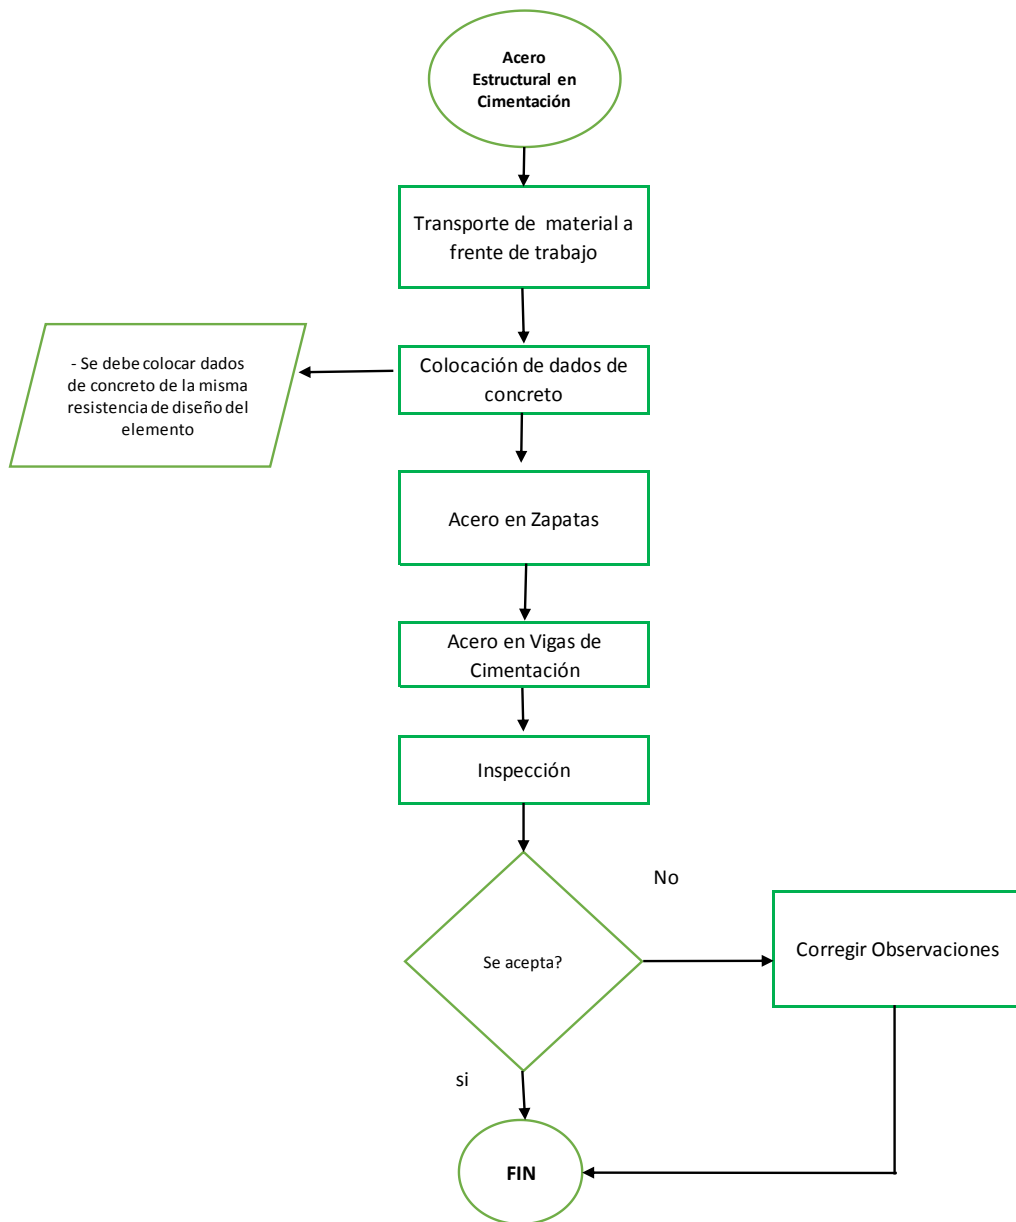 Acero
Estructural en
Cimentación
Transporte de material a
frente de trabajo
- Se debe colocar dados
de concreto de la misma
resistencia de diseño del
elemento
Colocación de dados de
concreto
Acero en Zapatas
Acero en Vigas de
Cimentación
Inspección
No
Se acepta?
Corregir Observaciones
si
FIN